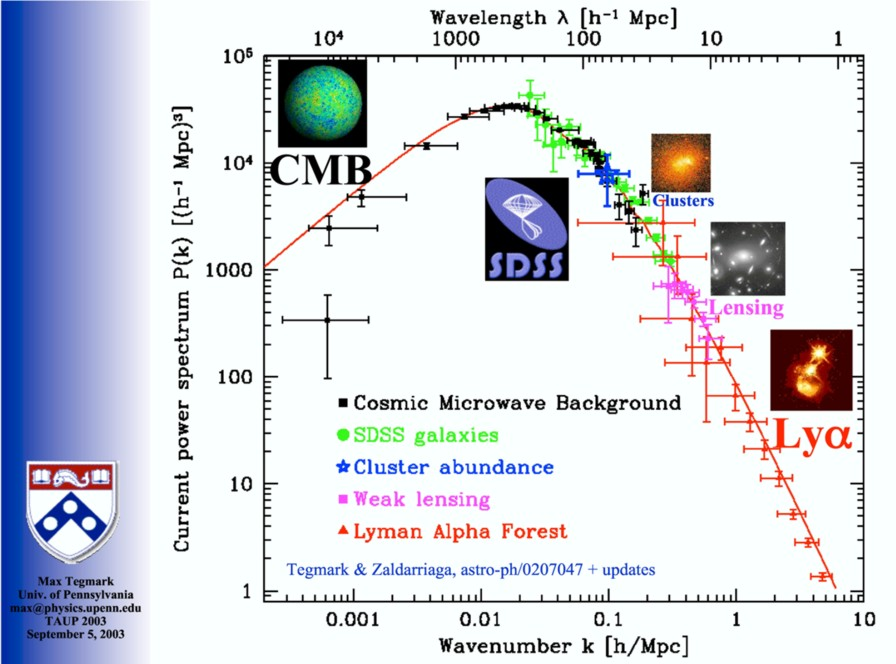 Wavelength λ [h⁻¹ Mpc]
10⁴ 1000 100 10 1
Current power spectrum P(k) [(h⁻¹ Mpc)³]
10⁵
10⁴
1000
100
10
1
CMB
SDSS
Clusters
Lensing
Lyα
Cosmic Microwave Background
SDSS galaxies
Cluster abundance
Weak lensing
Lyman Alpha Forest
Tegmark & Zaldarriaga, astro-ph/0207047 + updates
0.001 0.01 0.1 1 10
Wavenumber k [h/Mpc]
Max Tegmark
Univ. of Pennsylvania
max@physics.upenn.edu
TAUP 2003
September 5, 2003